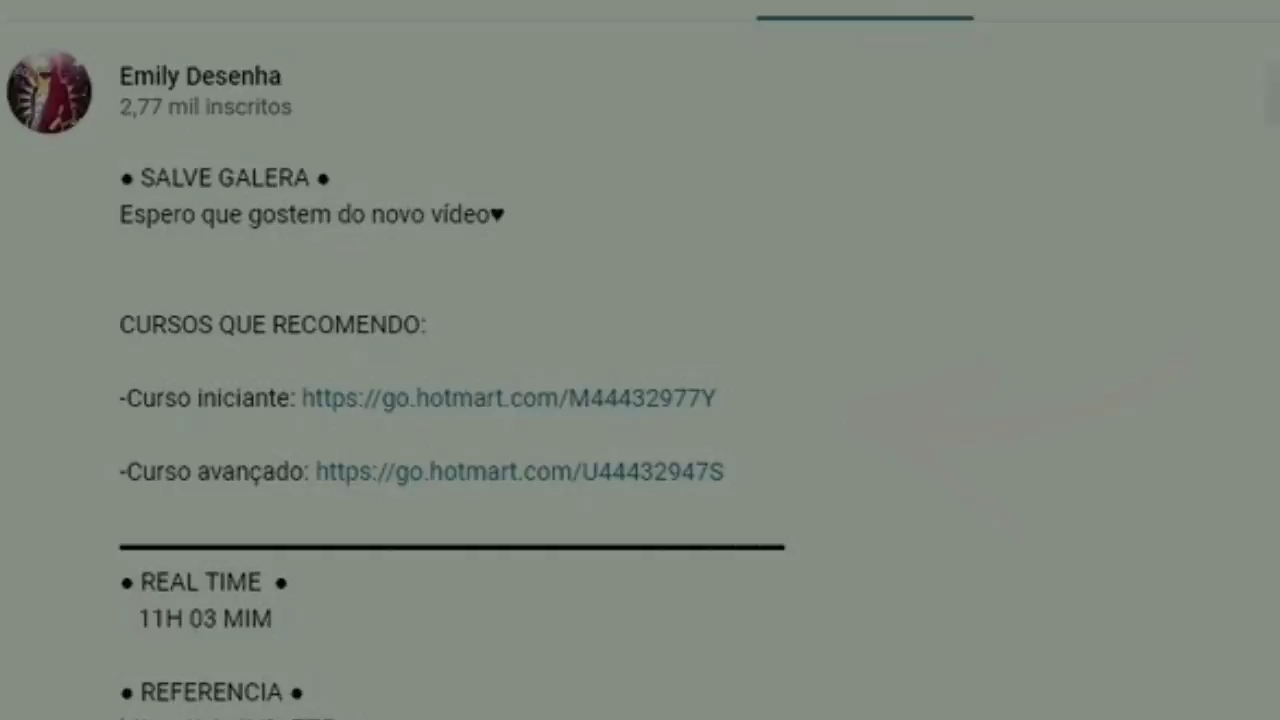 Emily Desenha
2,77 mil inscritos
● SALVE GALERA ●
Espero que gostem do novo vídeo♥
CURSOS QUE RECOMENDO:
-Curso iniciante: https://go.hotmart.com/M44432977Y
-Curso avançado: https://go.hotmart.com/U44432947S
● REAL TIME ●
11H 03 MIM
● REFERENCIA ●